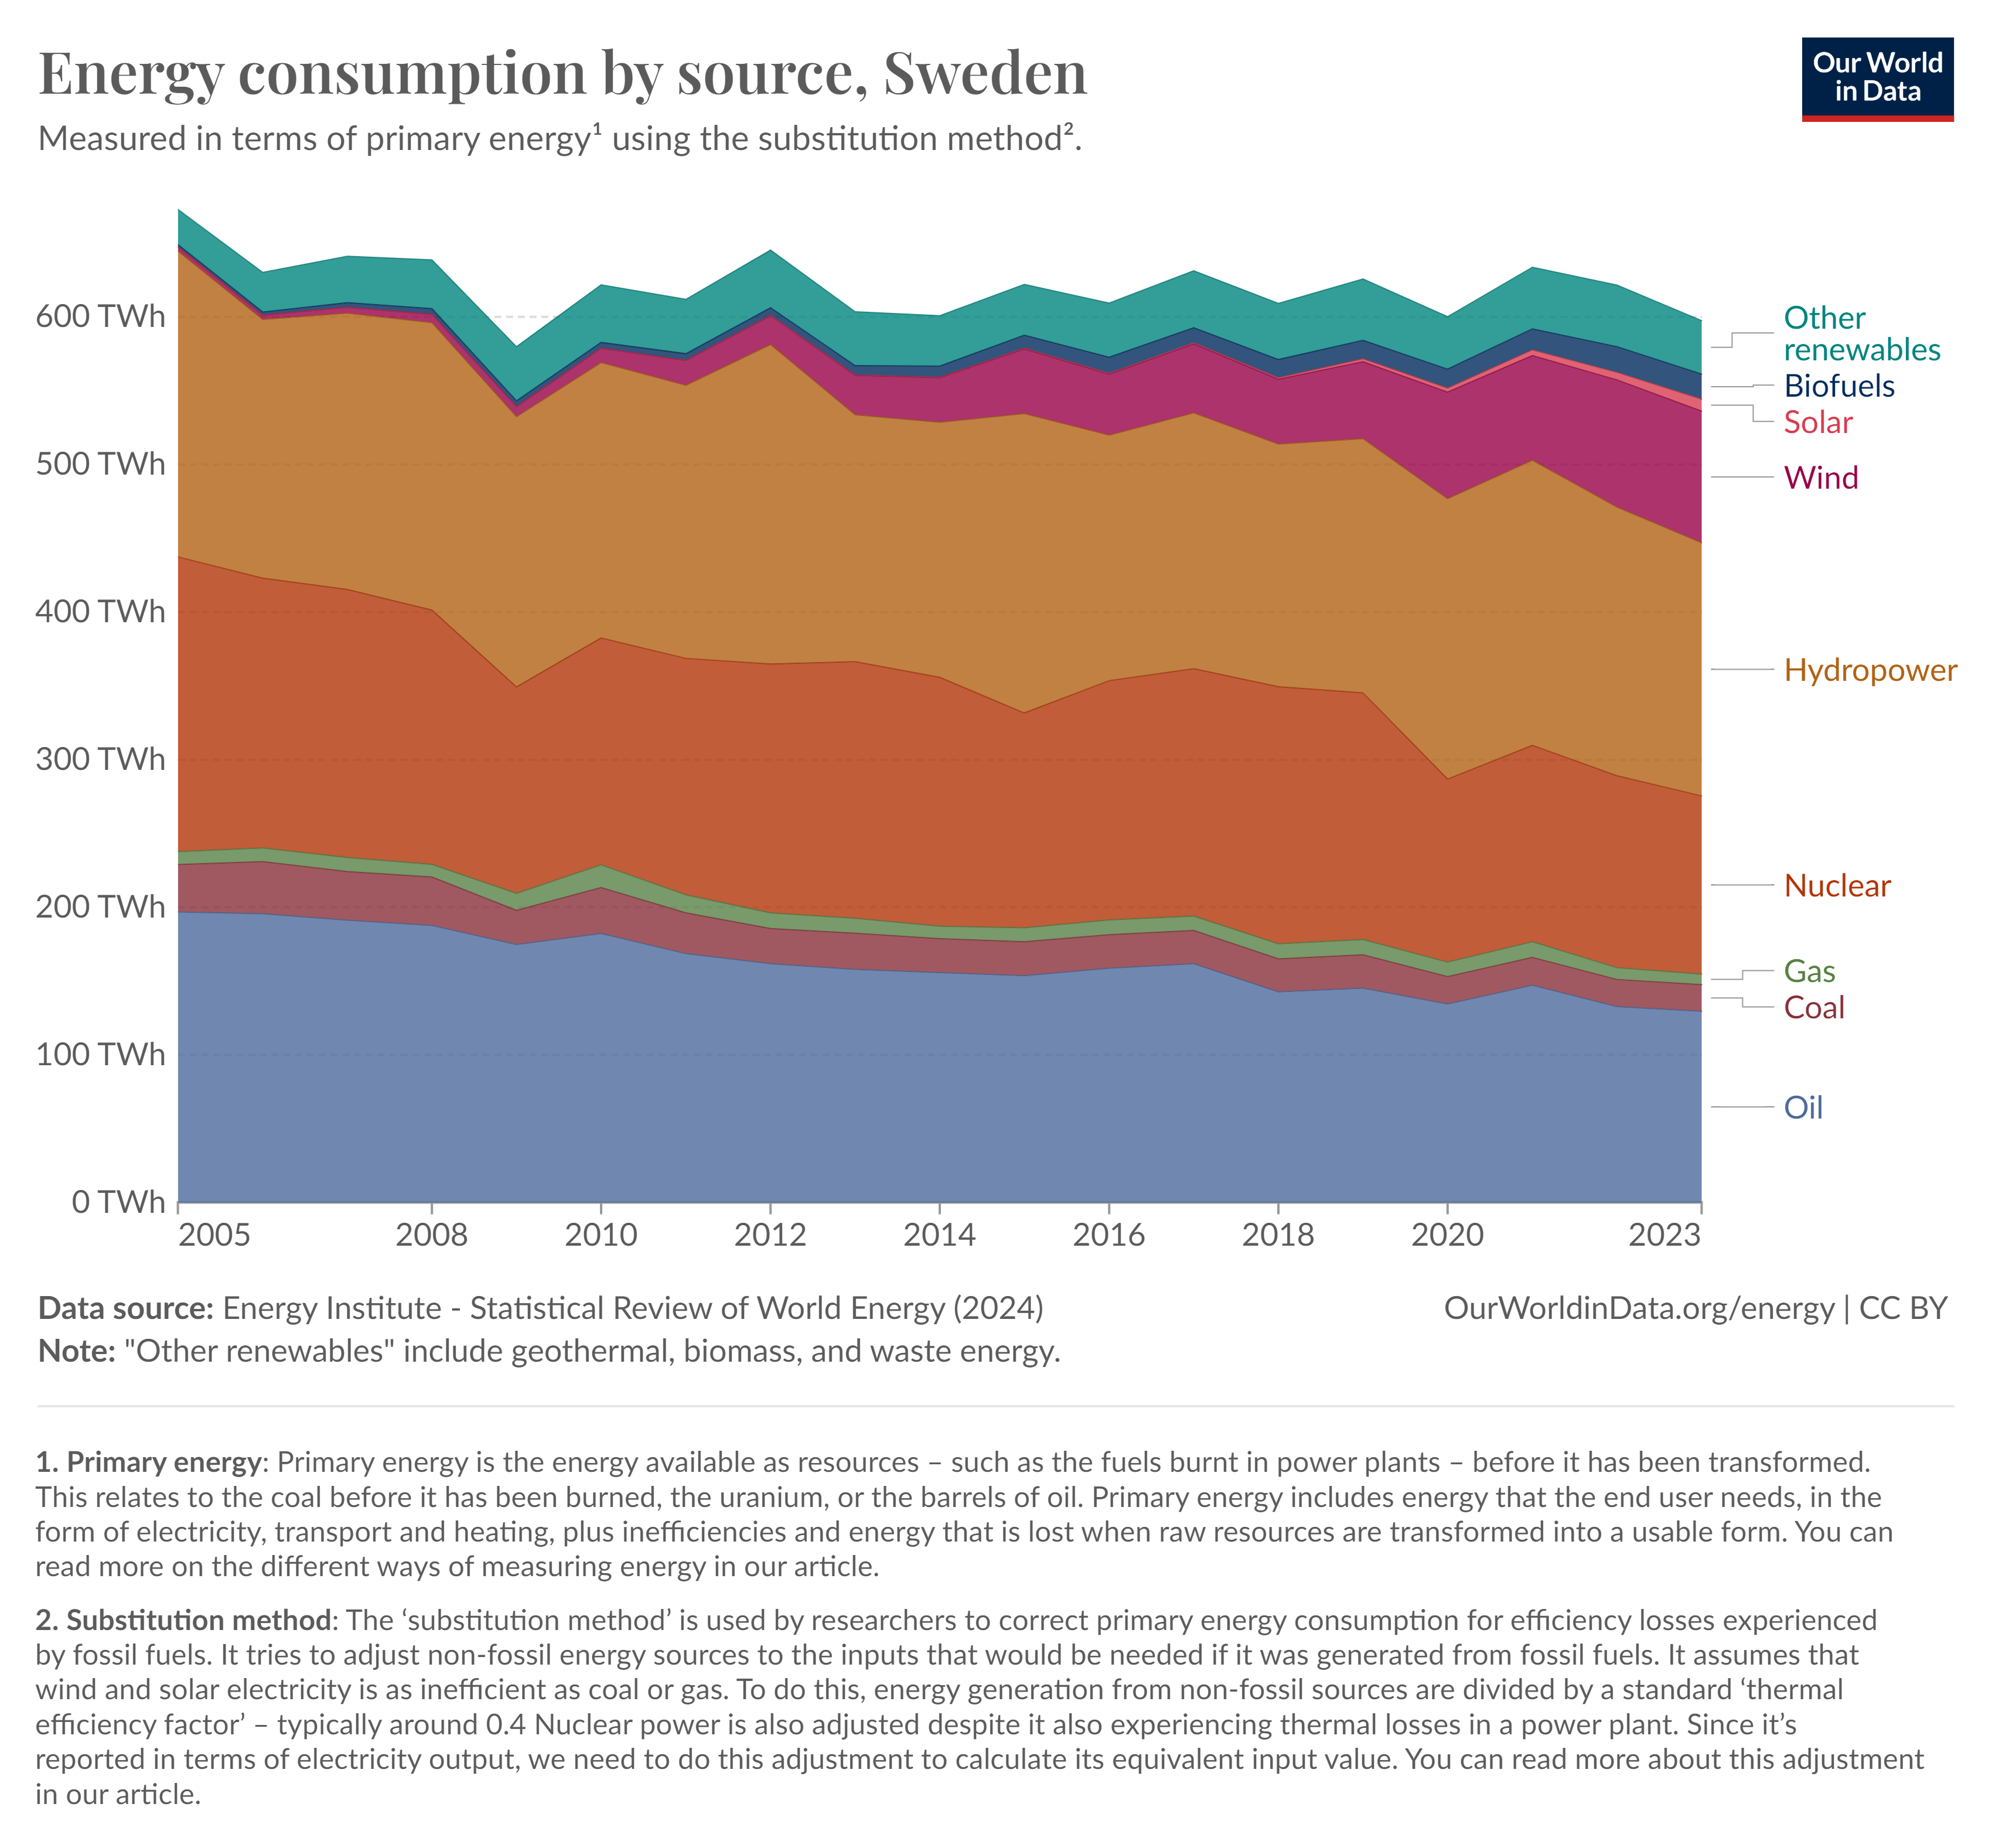 Energy consumption by source, Sweden
Our World
in Data
Measured in terms of primary energy¹ using the substitution method².
600 TWh
500 TWh
400 TWh
300 TWh
200 TWh
100 TWh
0 TWh
Other
renewables
Biofuels
Solar
Wind
Hydropower
Nuclear
Gas
Coal
Oil
2005 2008 2010 2012 2014 2016 2018 2020 2023
Data source: Energy Institute - Statistical Review of World Energy (2024)
OurWorldinData.org/energy | CC BY
Note: "Other renewables" include geothermal, biomass, and waste energy.
1. Primary energy: Primary energy is the energy available as resources – such as the fuels burnt in power plants – before it has been transformed.
This relates to the coal before it has been burned, the uranium, or the barrels of oil. Primary energy includes energy that the end user needs, in the
form of electricity, transport and heating, plus inefficiencies and energy that is lost when raw resources are transformed into a usable form. You can
read more on the different ways of measuring energy in our article.
2. Substitution method: The ‘substitution method’ is used by researchers to correct primary energy consumption for efficiency losses experienced
by fossil fuels. It tries to adjust non-fossil energy sources to the inputs that would be needed if it was generated from fossil fuels. It assumes that
wind and solar electricity is as inefficient as coal or gas. To do this, energy generation from non-fossil sources are divided by a standard ‘thermal
efficiency factor’ – typically around 0.4 Nuclear power is also adjusted despite it also experiencing thermal losses in a power plant. Since it’s
reported in terms of electricity output, we need to do this adjustment to calculate its equivalent input value. You can read more about this adjustment
in our article.